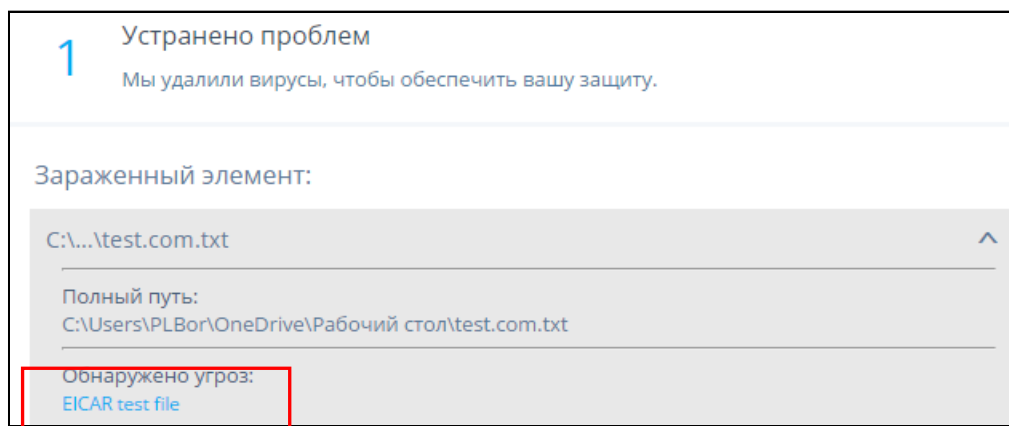 1
Устранено проблем
Мы удалили вирусы, чтобы обеспечить вашу защиту.
Зараженный элемент:
C:\...\test.com.txt
Полный путь:
C:\Users\PLBor\OneDrive\Рабочий стол\test.com.txt
Обнаружено угроз:
EICAR test file